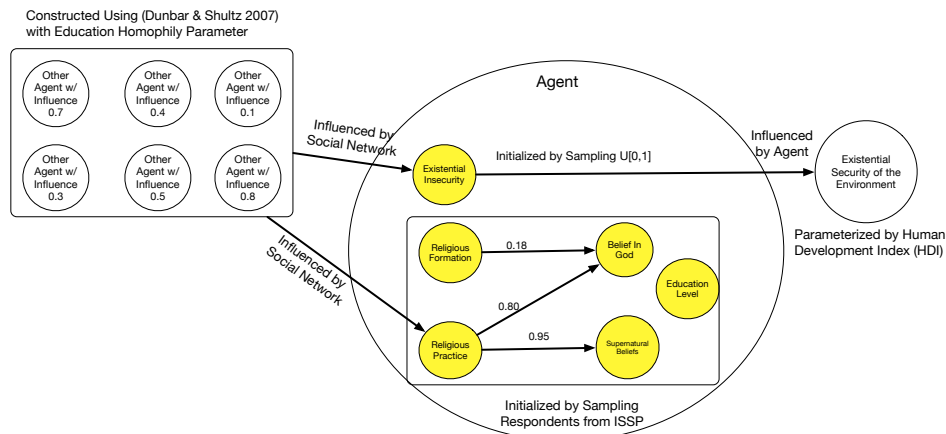 Constructed Using (Dunbar & Shultz 2007)
with Education Homophily Parameter
Other
Agent w/
Influence
0.7
Other
Agent w/
Influence
0.4
Other
Agent w/
Influence
0.1
Other
Agent w/
Influence
0.3
Other
Agent w/
Influence
0.5
Other
Agent w/
Influence
0.8
Influenced by
Social Network
Influenced by
Social Network
Agent
Existential
Insecurity
Initialized by Sampling U[0,1]
Influenced
by Agent
Existential
Security of the
Environment
Parameterized by Human
Development Index (HDI)
Religious
Formation
0.18
Belief In
God
Education
Level
0.80
Religious
Practice
0.95
Supernatural
Beliefs
Initialized by Sampling
Respondents from ISSP